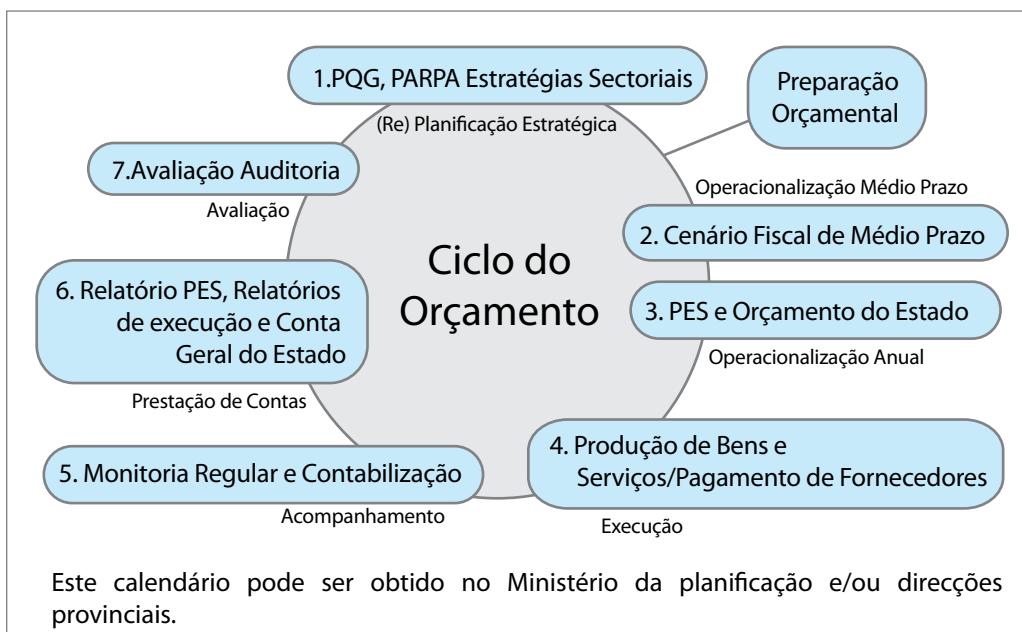 1.PQG, PARPA Estratégias Sectoriais
(Re) Planificação Estratégica
Preparação
Orçamental
Operacionalização Médio Prazo
2. Cenário Fiscal de Médio Prazo
3. PES e Orçamento do Estado
Operacionalização Anual
4. Produção de Bens e
Serviços/Pagamento de Fornecedores
Execução
5. Monitoria Regular e Contabilização
Acompanhamento
6. Relatório PES, Relatórios
de execução e Conta
Geral do Estado
Prestação de Contas
7.Avaliação Auditoria
Avaliação
Ciclo do
Orçamento
Este calendário pode ser obtido no Ministério da planificação e/ou direcções
provinciais.